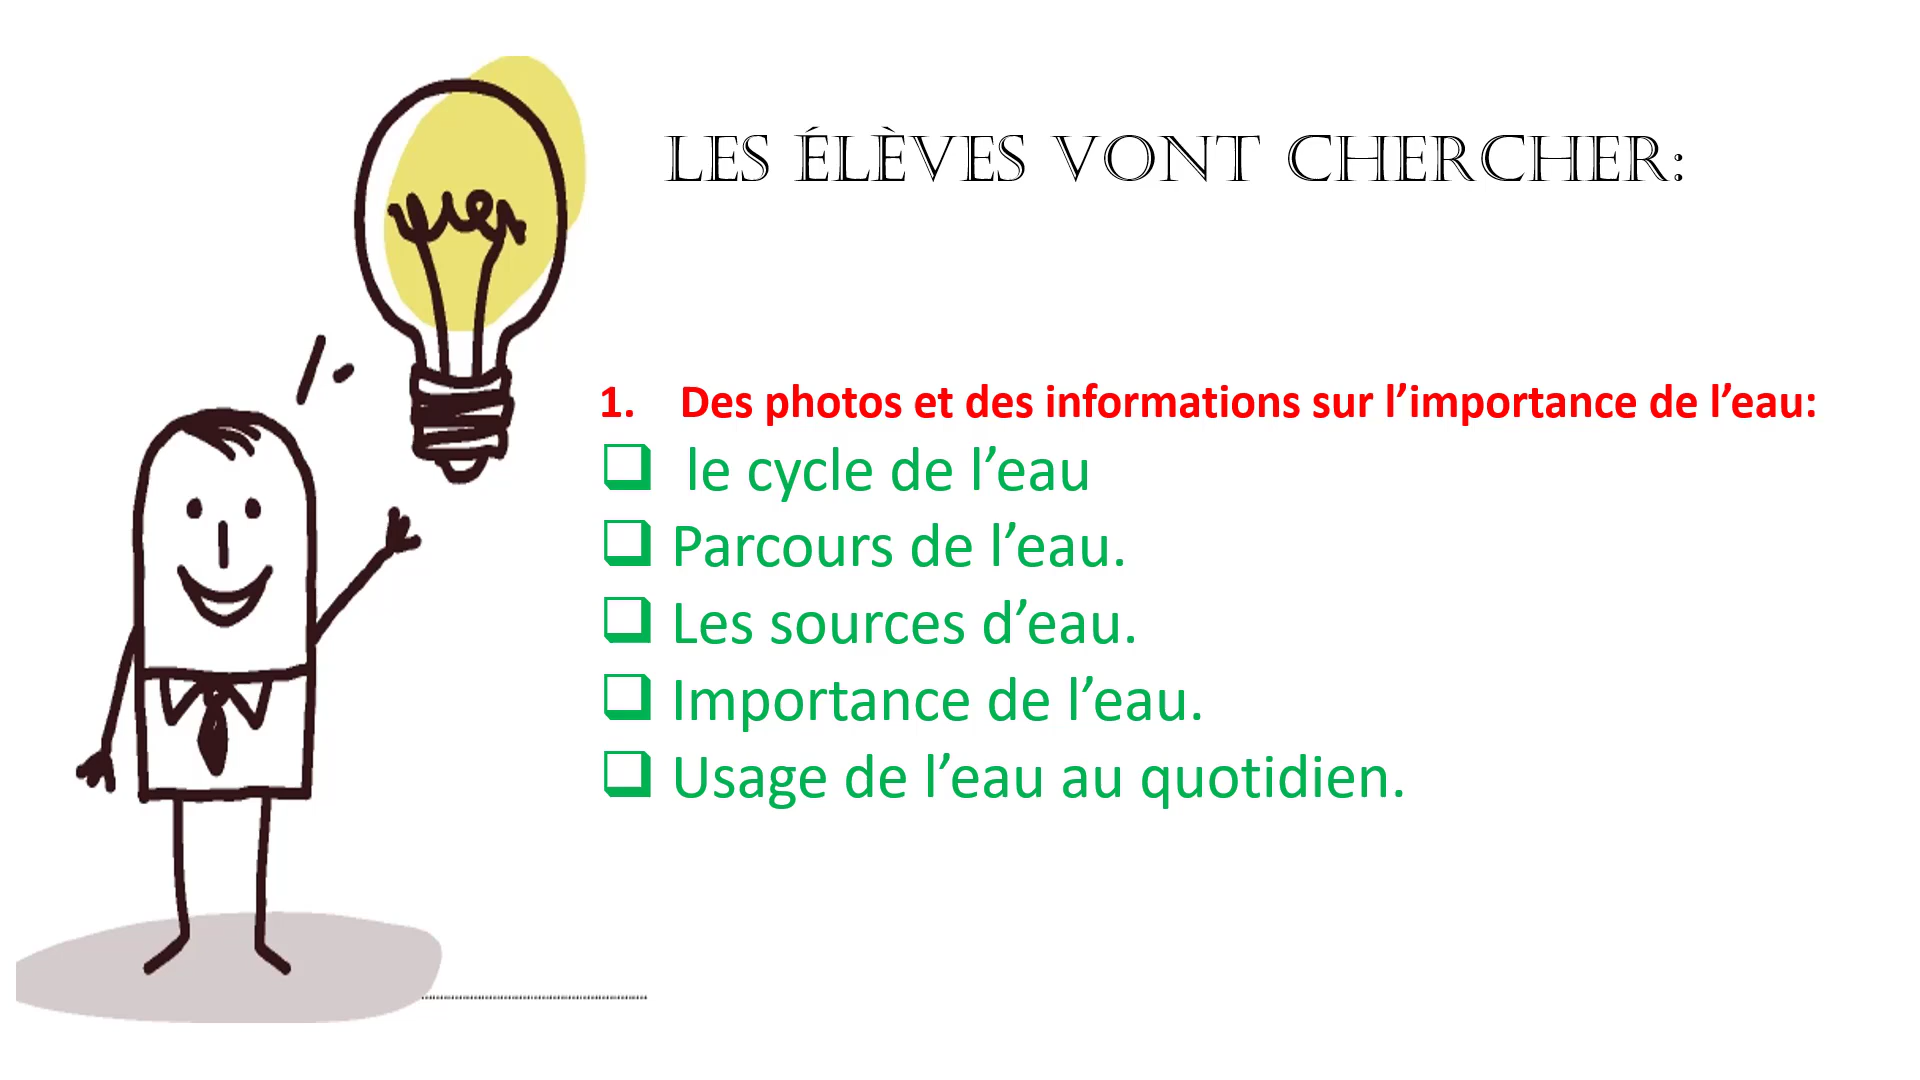 LES ÉLÈVES VONT CHERCHER:
1. Des photos et des informations sur l’importance de l’eau:
le cycle de l’eau
Parcours de l’eau.
Les sources d’eau.
Importance de l’eau.
Usage de l’eau au quotidien.